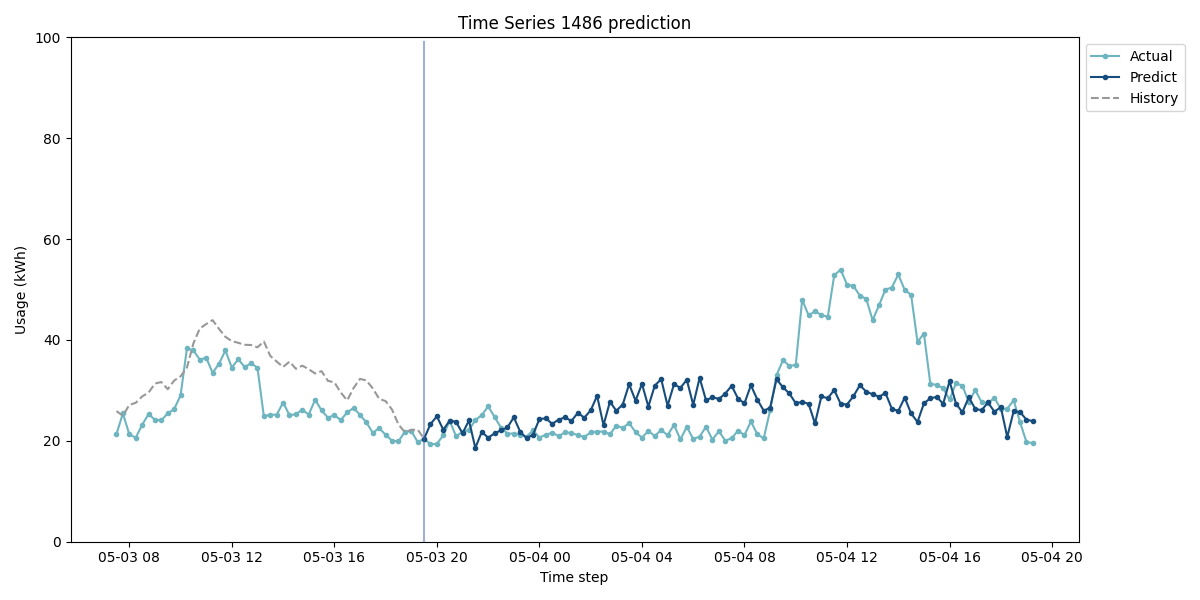 Time Series 1486 prediction
Actual
Predict
History
Usage (kWh)
100
80
60
40
20
0
05-03 08
05-03 12
05-03 16
05-03 20
05-04 00
05-04 04
05-04 08
05-04 12
05-04 16
05-04 20
Time step